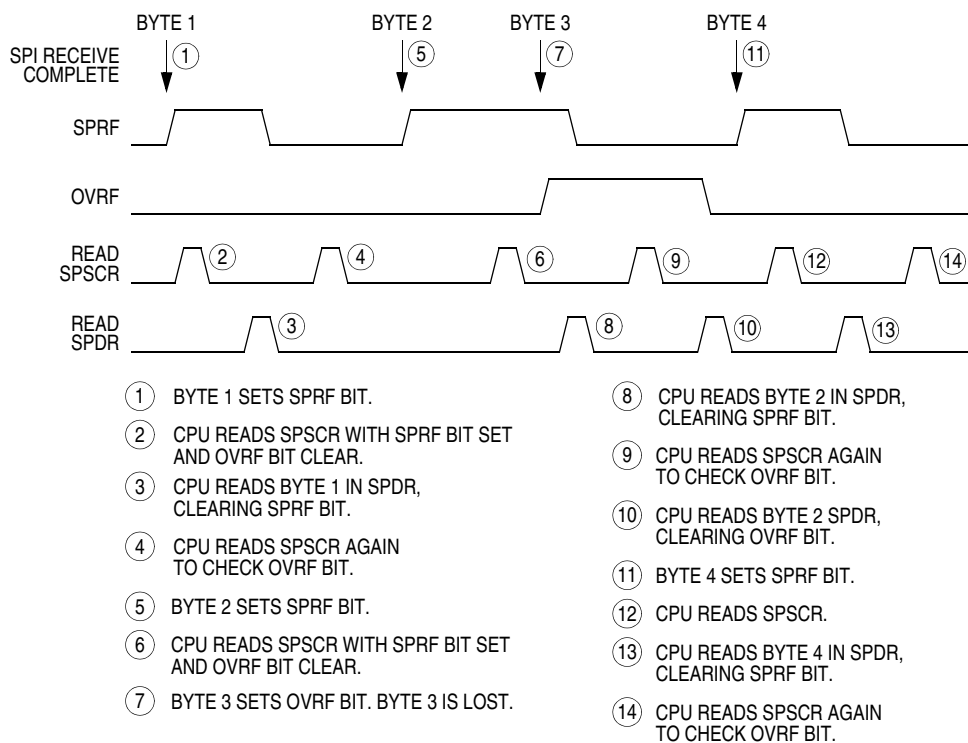 BYTE 1 BYTE 2 BYTE 3 BYTE 4
SPI RECEIVE
COMPLETE
1 5 7 11
SPRF
OVRF
READ
SPSCR
2 4 6 9 12 14
READ
SPDR
3 8 10 13
1 BYTE 1 SETS SPRF BIT.
2 CPU READS SPSCR WITH SPRF BIT SET
AND OVRF BIT CLEAR.
3 CPU READS BYTE 1 IN SPDR,
CLEARING SPRF BIT.
4 CPU READS SPSCR AGAIN
TO CHECK OVRF BIT.
5 BYTE 2 SETS SPRF BIT.
6 CPU READS SPSCR WITH SPRF BIT SET
AND OVRF BIT CLEAR.
7 BYTE 3 SETS OVRF BIT. BYTE 3 IS LOST.
8 CPU READS BYTE 2 IN SPDR,
CLEARING SPRF BIT.
9 CPU READS SPSCR AGAIN
TO CHECK OVRF BIT.
10 CPU READS BYTE 2 SPDR,
CLEARING OVRF BIT.
11 BYTE 4 SETS SPRF BIT.
12 CPU READS SPSCR.
13 CPU READS BYTE 4 IN SPDR,
CLEARING SPRF BIT.
14 CPU READS SPSCR AGAIN
TO CHECK OVRF BIT.